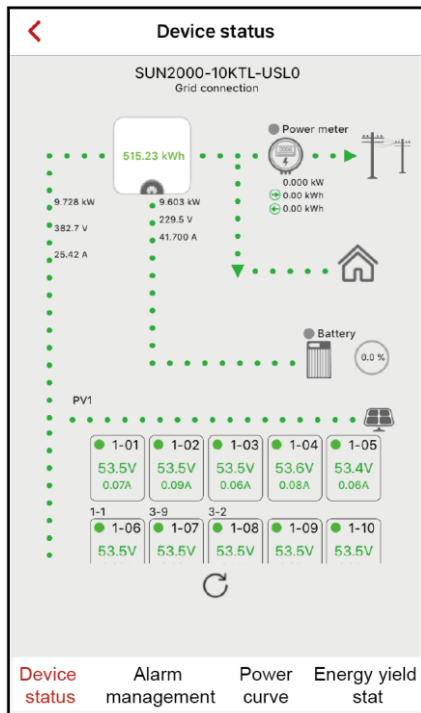 Device status
SUN2000-10KTL-USL0
Grid connection
Power meter
515.23 kWh
0.000 kW
0.00 kWh
0.00 kWh
9.728 kW
382.7 V
25.42 A
9.603 kW
229.5 V
41.700 A
Battery
0.0 %
PV1
1-01 1-02 1-03 1-04 1-05
53.5V 53.5V 53.5V 53.6V 53.4V
0.07A 0.09A 0.06A 0.08A 0.06A
1-1 3-9 3-2
1-06 1-07 1-08 1-09 1-10
53.5V 53.5V 53.5V 53.5V 53.5V
Device status
Alarm management
Power curve
Energy yield stat